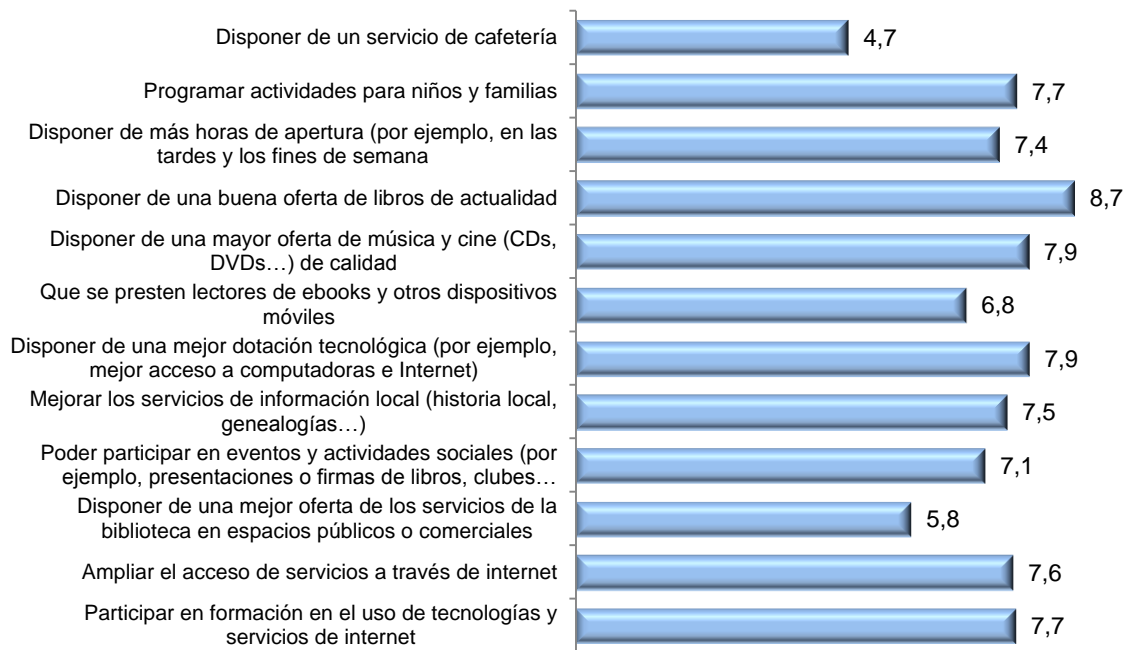 Disponer de un servicio de cafetería
4,7
Programar actividades para niños y familias
7,7
Disponer de más horas de apertura (por ejemplo, en las
tardes y los fines de semana
7,4
Disponer de una buena oferta de libros de actualidad
8,7
Disponer de una mayor oferta de música y cine (CDs,
DVDs…) de calidad
7,9
Que se presten lectores de ebooks y otros dispositivos
móviles
6,8
Disponer de una mejor dotación tecnológica (por ejemplo,
mejor acceso a computadoras e Internet)
7,9
Mejorar los servicios de información local (historia local,
genealogías…)
7,5
Poder participar en eventos y actividades sociales (por
ejemplo, presentaciones o firmas de libros, clubes…
7,1
Disponer de una mejor oferta de los servicios de la
biblioteca en espacios públicos o comerciales
5,8
Ampliar el acceso de servicios a través de internet
7,6
Participar en formación en el uso de tecnologías y
servicios de internet
7,7